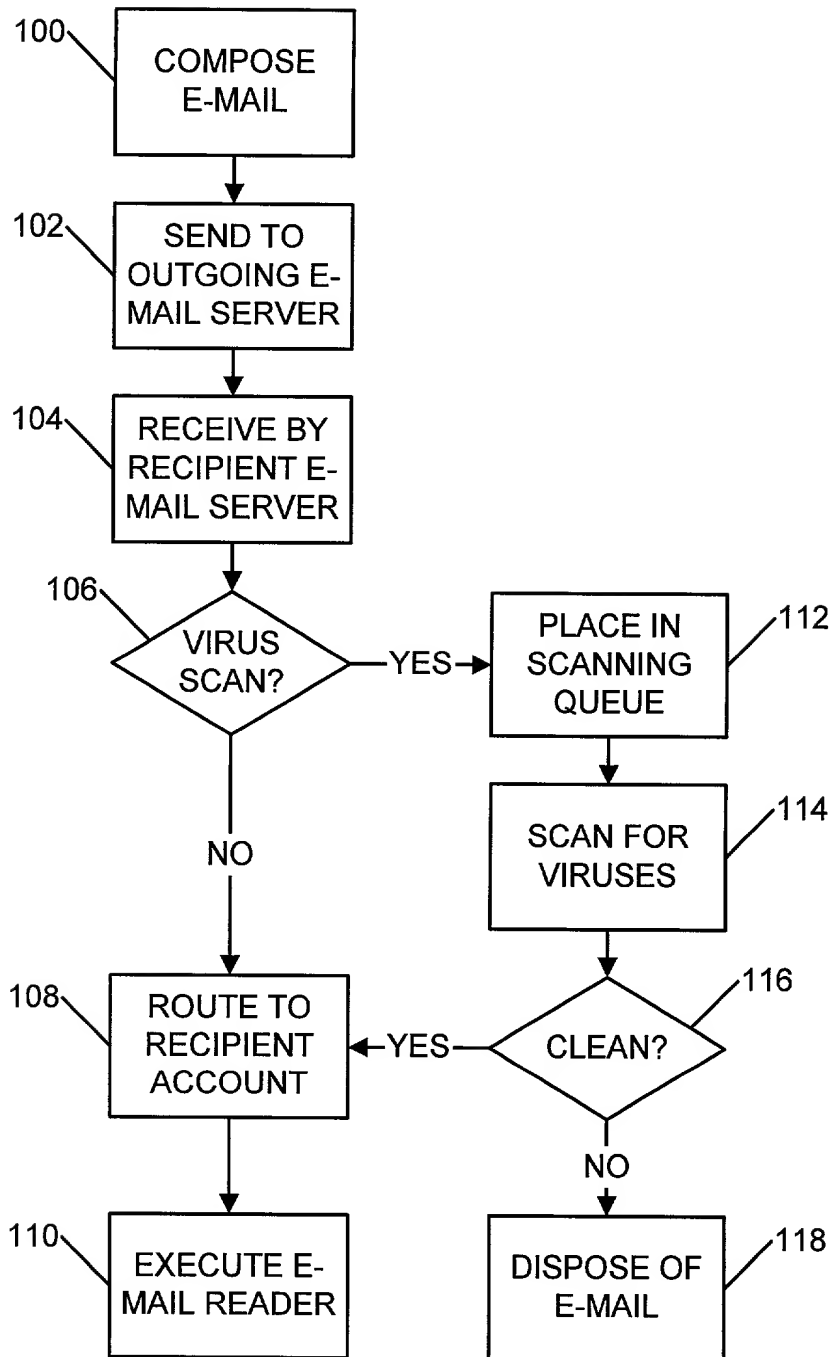 100
COMPOSE
E-MAIL
102
SEND TO
OUTGOING E-
MAIL SERVER
104
RECEIVE BY
RECIPIENT E-
MAIL SERVER
106
VIRUS
SCAN?
YES
PLACE IN
SCANNING
QUEUE
112
NO
SCAN FOR
VIRUSES
114
108
ROUTE TO
RECIPIENT
ACCOUNT
YES
CLEAN?
116
NO
110
EXECUTE E-
MAIL READER
DISPOSE OF
E-MAIL
118